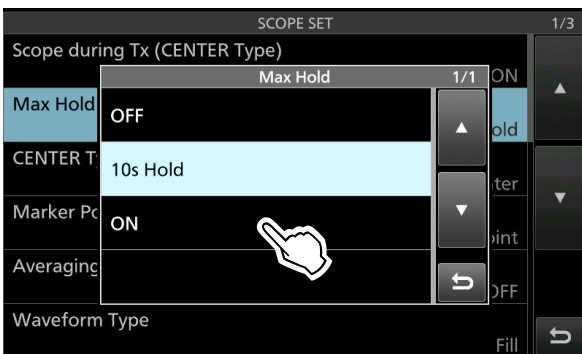 SCOPE SET 1/3
Scope during Tx (CENTER Type)
ON
Max Hold 1/1
Max Hold
old
OFF
10s Hold
ON
CENTER T
ter
Marker Po
oint
Averaging
OFF
Waveform Type
Fill